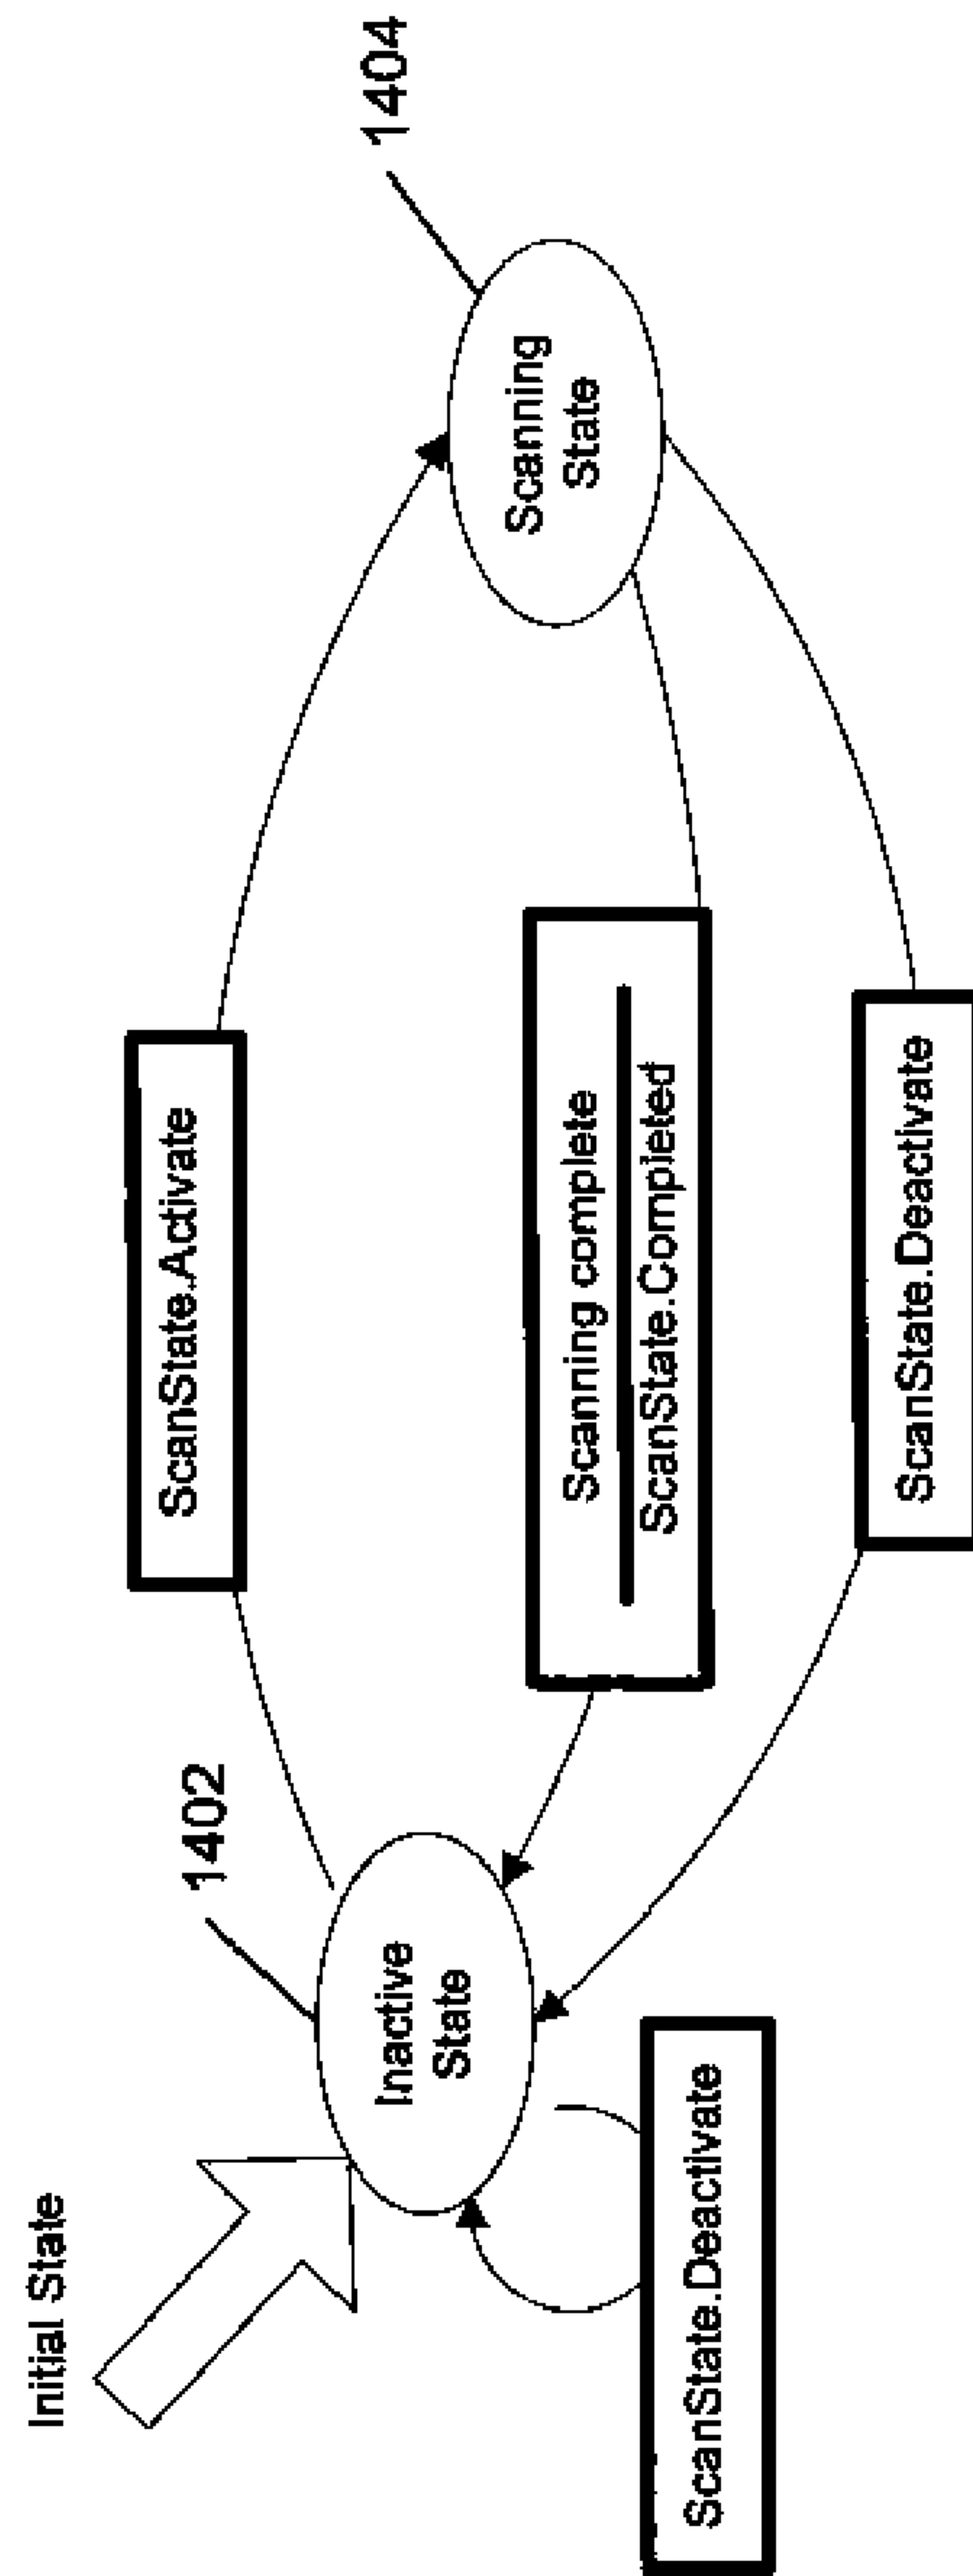 Initial State
1402
Inactive
State
ScanState.Deactivate
ScanState.Activate
Scanning complete
ScanState.Completed
ScanState.Deactivate
1404
Scanning
State